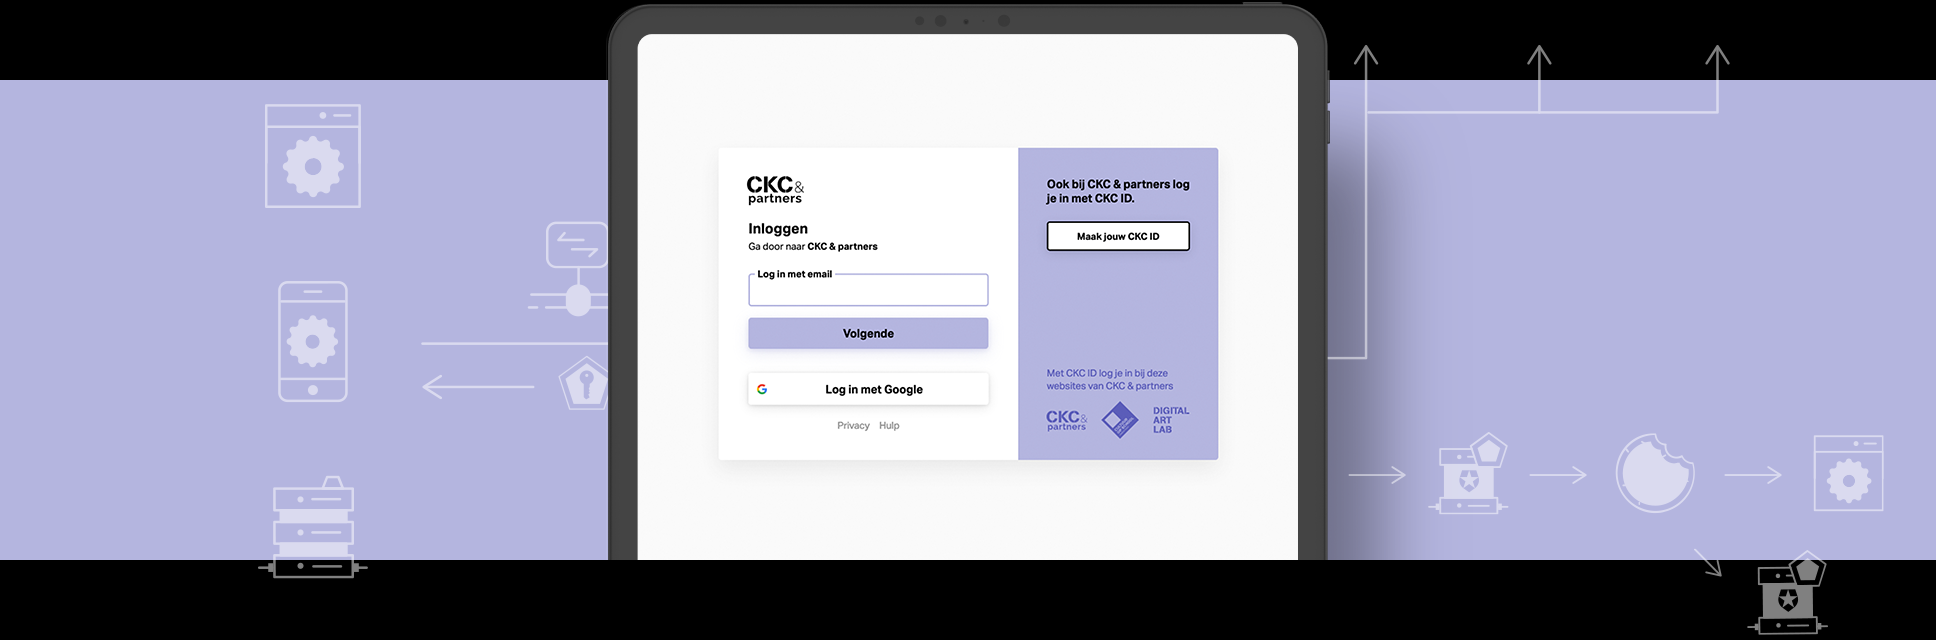 CKC&
partners
Inloggen
Ga door naar CKC & partners
Log in met email
Volgende
Log in met Google
Privacy Hulp
Ook bij CKC & partners log
je in met CKC ID.
Maak jouw CKC ID
Met CKC ID log je in bij deze
websites van CKC & partners
CKC&
partners
DIGITAL
ART
LAB